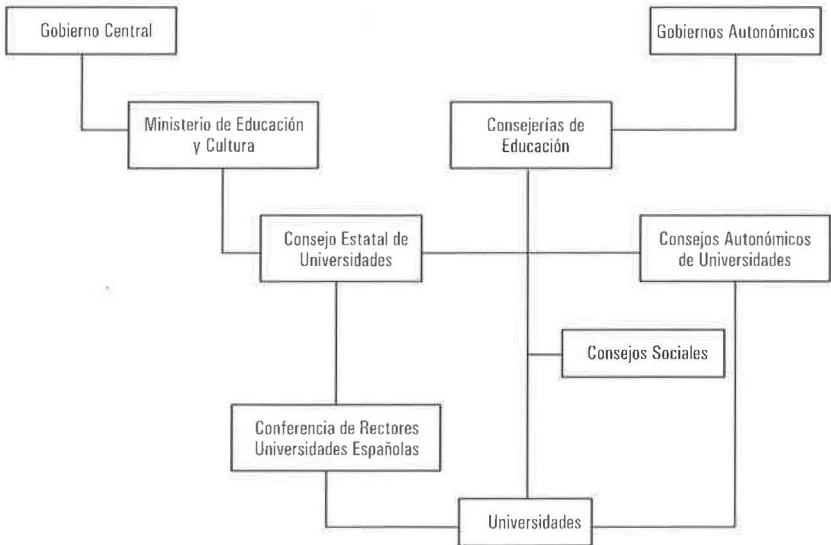 Gobierno Central
Gobiernos Autonómicos
Ministerio de Educación
y Cultura
Consejerías de
Educación
Consejo Estatal de
Universidades
Consejos Autonómicos
de Universidades
Consejos Sociales
Conferencia de Rectores
Universidades Españolas
Universidades